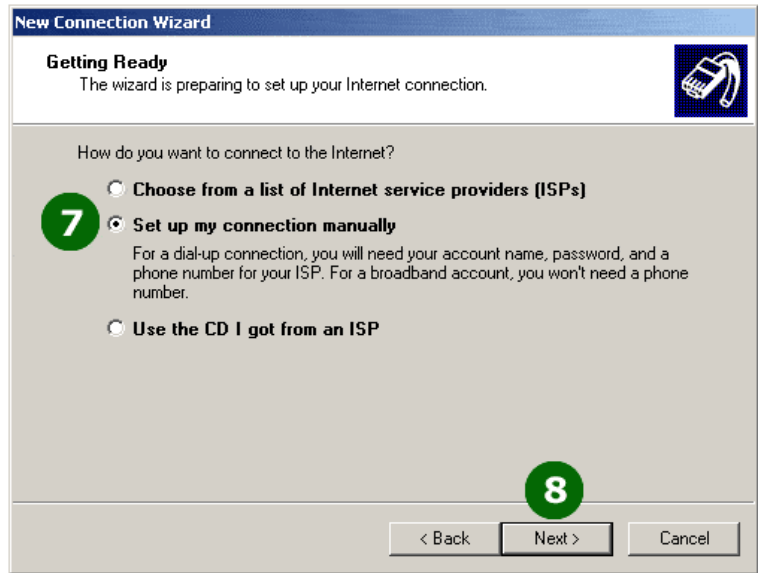 New Connection Wizard
Getting Ready
The wizard is preparing to set up your Internet connection.
How do you want to connect to the Internet?
Choose from a list of Internet service providers (ISPs)
7
Set up my connection manually
For a dial-up connection, you will need your account name, password, and a
phone number for your ISP. For a broadband account, you won't need a phone
number.
Use the CD I got from an ISP
8
< Back Next > Cancel